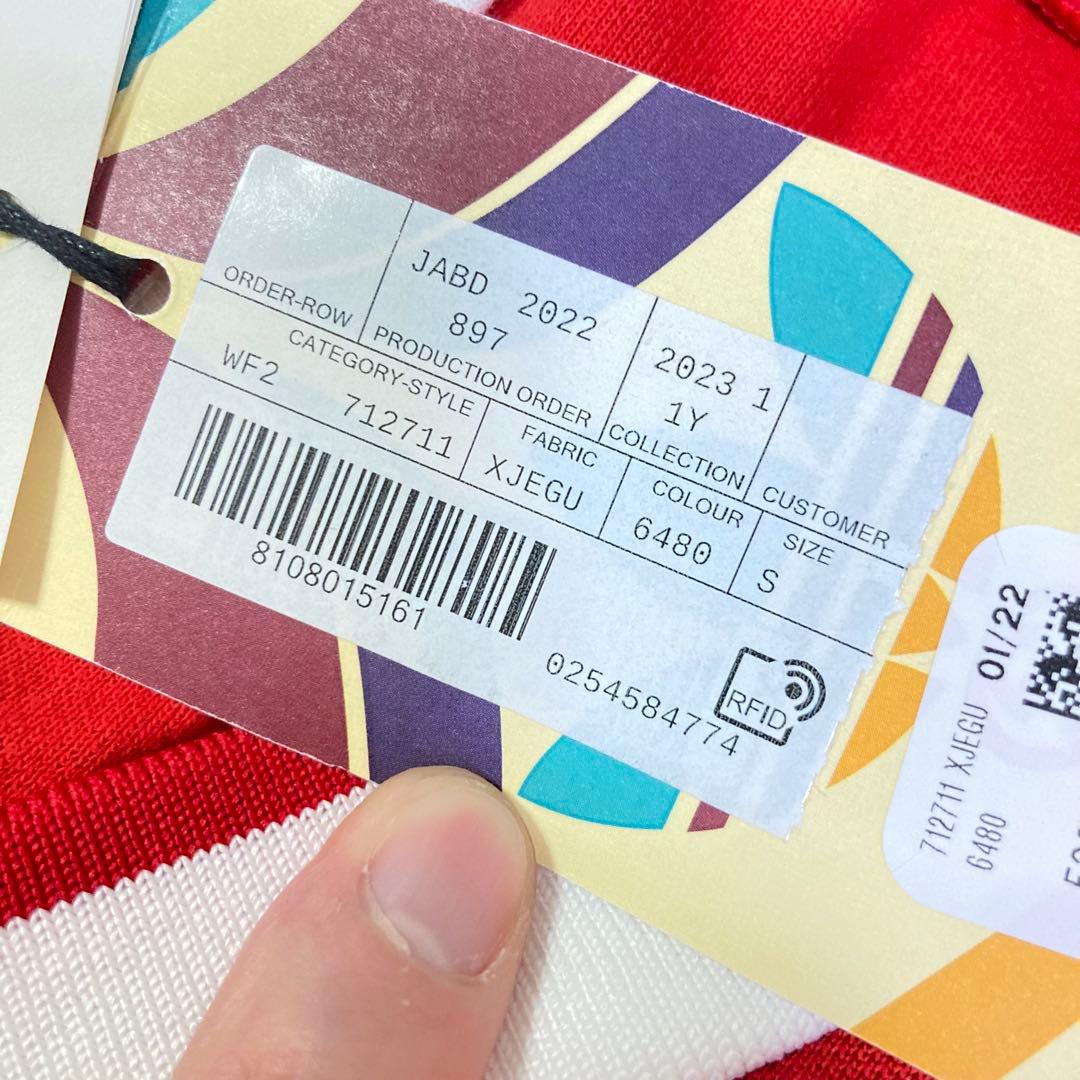 JABD 2022
897
2023 1
1Y
ORDER-ROW
PRODUCTION ORDER
COLLECTION
CUSTOMER
CATEGORY-STYLE
FABRIC
COLOUR
SIZE
WF2 712711
XJEGU
6480
S
8108015161
0254584774
RFID
01/22
712711 XJEGU
6480